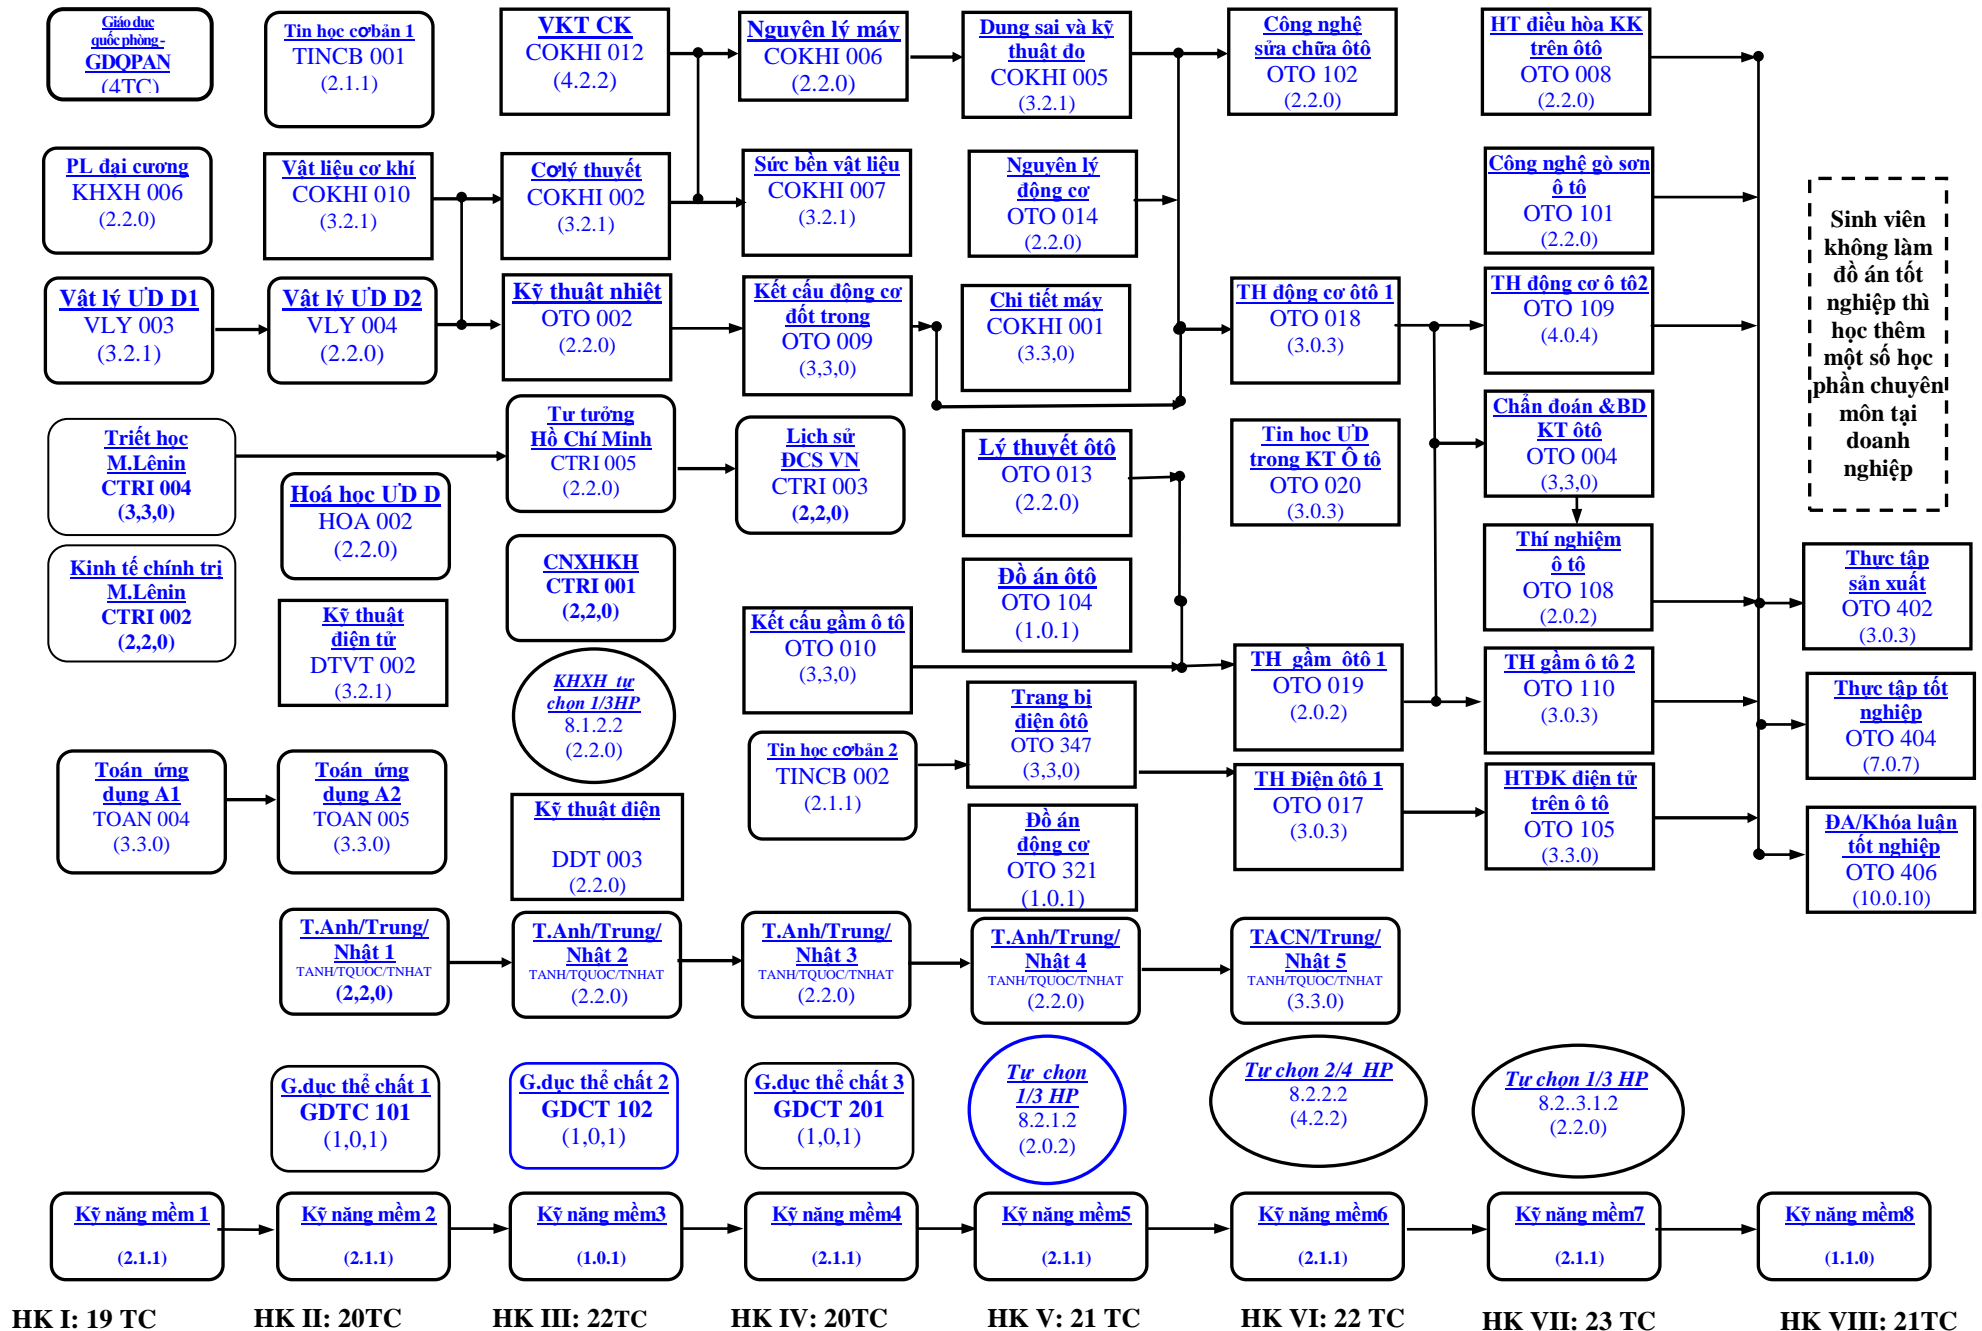 Giáo dục
quốc phòng -
GDQPAN
(4TC)
Tin học cơ bản 1
TINCB 001
(2.1.1)
VKT CK
COKHI 012
(4.2.2)
Nguyên lý máy
COKHI 006
(2.2.0)
Dung sai và kỹ
thuật đo
COKHI 005
(3.2.1)
Công nghệ
sửa chữa ôtô
OTO 102
(2.2.0)
HT điều hòa KK
trên ôtô
OTO 008
(2.2.0)
PL đại cương
KHXH 006
(2.2.0)
Vật liệu cơ khí
COKHI 010
(3.2.1)
Cơ lý thuyết
COKHI 002
(3.2.1)
Sức bền vật liệu
COKHI 007
(3.2.1)
Nguyên lý
động cơ
OTO 014
(2.2.0)
Công nghệ gò sơn
ô tô
OTO 101
(2.2.0)
Sinh viên
không làm
đồ án tốt
nghiệp thì
học thêm
một số học
phần chuyên
môn tại
doanh
nghiệp
Vật lý ƯD D1
VLY 003
(3.2.1)
Vật lý ƯD D2
VLY 004
(2.2.0)
Kỹ thuật nhiệt
OTO 002
(2.2.0)
Kết cấu động cơ
đốt trong
OTO 009
(3,3,0)
Chi tiết máy
COKHI 001
(3.3,0)
TH động cơ ôtô 1
OTO 018
(3.0.3)
TH động cơ ô tô2
OTO 109
(4.0.4)
Triết học
M.Lênin
CTRI 004
(3,3,0)
Hoá học ƯD D
HOA 002
(2.2.0)
Tư tưởng
Hồ Chí Minh
CTRI 005
(2.2.0)
Lịch sử
ĐCS VN
CTRI 003
(2,2,0)
Lý thuyết ôtô
OTO 013
(2.2.0)
Tin học ƯD
trong KT Ô tô
OTO 020
(3.0.3)
Chẩn đoán &BD
KT ôtô
OTO 004
(3,3,0)
Kinh tế chính trị
M.Lênin
CTRI 002
(2,2,0)
Kỹ thuật
điện tử
DTVT 002
(3.2.1)
CNXHKH
CTRI 001
(2,2,0)
Kết cấu gầm ô tô
OTO 010
(3,3,0)
Đồ án ôtô
OTO 104
(1.0.1)
TH gầm ôtô 1
OTO 019
(2.0.2)
Thí nghiệm
ô tô
OTO 108
(2.0.2)
Thực tập
sản xuất
OTO 402
(3.0.3)
KHXH tự
chọn 1/3HP
8.1.2.2
(2.2.0)
Trang bị
điện ôtô
OTO 347
(3,3,0)
TH gầm ô tô 2
OTO 110
(3.0.3)
Thực tập tốt
nghiệp
OTO 404
(7.0.7)
Toán ứng
dụng A1
TOAN 004
(3.3.0)
Toán ứng
dụng A2
TOAN 005
(3.3.0)
Kỹ thuật điện
DDT 003
(2.2.0)
Tin học cơ bản 2
TINCB 002
(2.1.1)
Đồ án
động cơ
OTO 321
(1.0.1)
TH Điện ôtô 1
OTO 017
(3.0.3)
HTĐK điện tử
trên ô tô
OTO 105
(3.3.0)
ĐA/Khóa luận
tốt nghiệp
OTO 406
(10.0.10)
T.Anh/Trung/
Nhật 1
TANH/TQUOC/TNHAT
(2,2,0)
T.Anh/Trung/
Nhật 2
TANH/TQUOC/TNHAT
(2.2.0)
T.Anh/Trung/
Nhật 3
TANH/TQUOC/TNHAT
(2.2.0)
T.Anh/Trung/
Nhật 4
TANH/TQUOC/TNHAT
(2.2.0)
TACN/Trung/
Nhật 5
TANH/TQUOC/TNHAT
(3.3.0)
G.dục thể chất 1
GDTC 101
(1,0,1)
G.dục thể chất 2
GDCT 102
(1,0,1)
G.dục thể chất 3
GDCT 201
(1,0,1)
Tự chọn
1/3 HP
8.2.1.2
(2.0.2)
Tự chọn 2/4 HP
8.2.2.2
(4.2.2)
Tự chọn 1/3 HP
8.2..3.1.2
(2.2.0)
Kỹ năng mềm 1
(2.1.1)
Kỹ năng mềm 2
(2.1.1)
Kỹ năng mềm3
(1.0.1)
Kỹ năng mềm4
(2.1.1)
Kỹ năng mềm5
(2.1.1)
Kỹ năng mềm6
(2.1.1)
Kỹ năng mềm7
(2.1.1)
Kỹ năng mềm8
(1.1.0)
HK I: 19 TC
HK II: 20TC
HK III: 22TC
HK IV: 20TC
HK V: 21 TC
HK VI: 22 TC
HK VII: 23 TC
HK VIII: 21TC